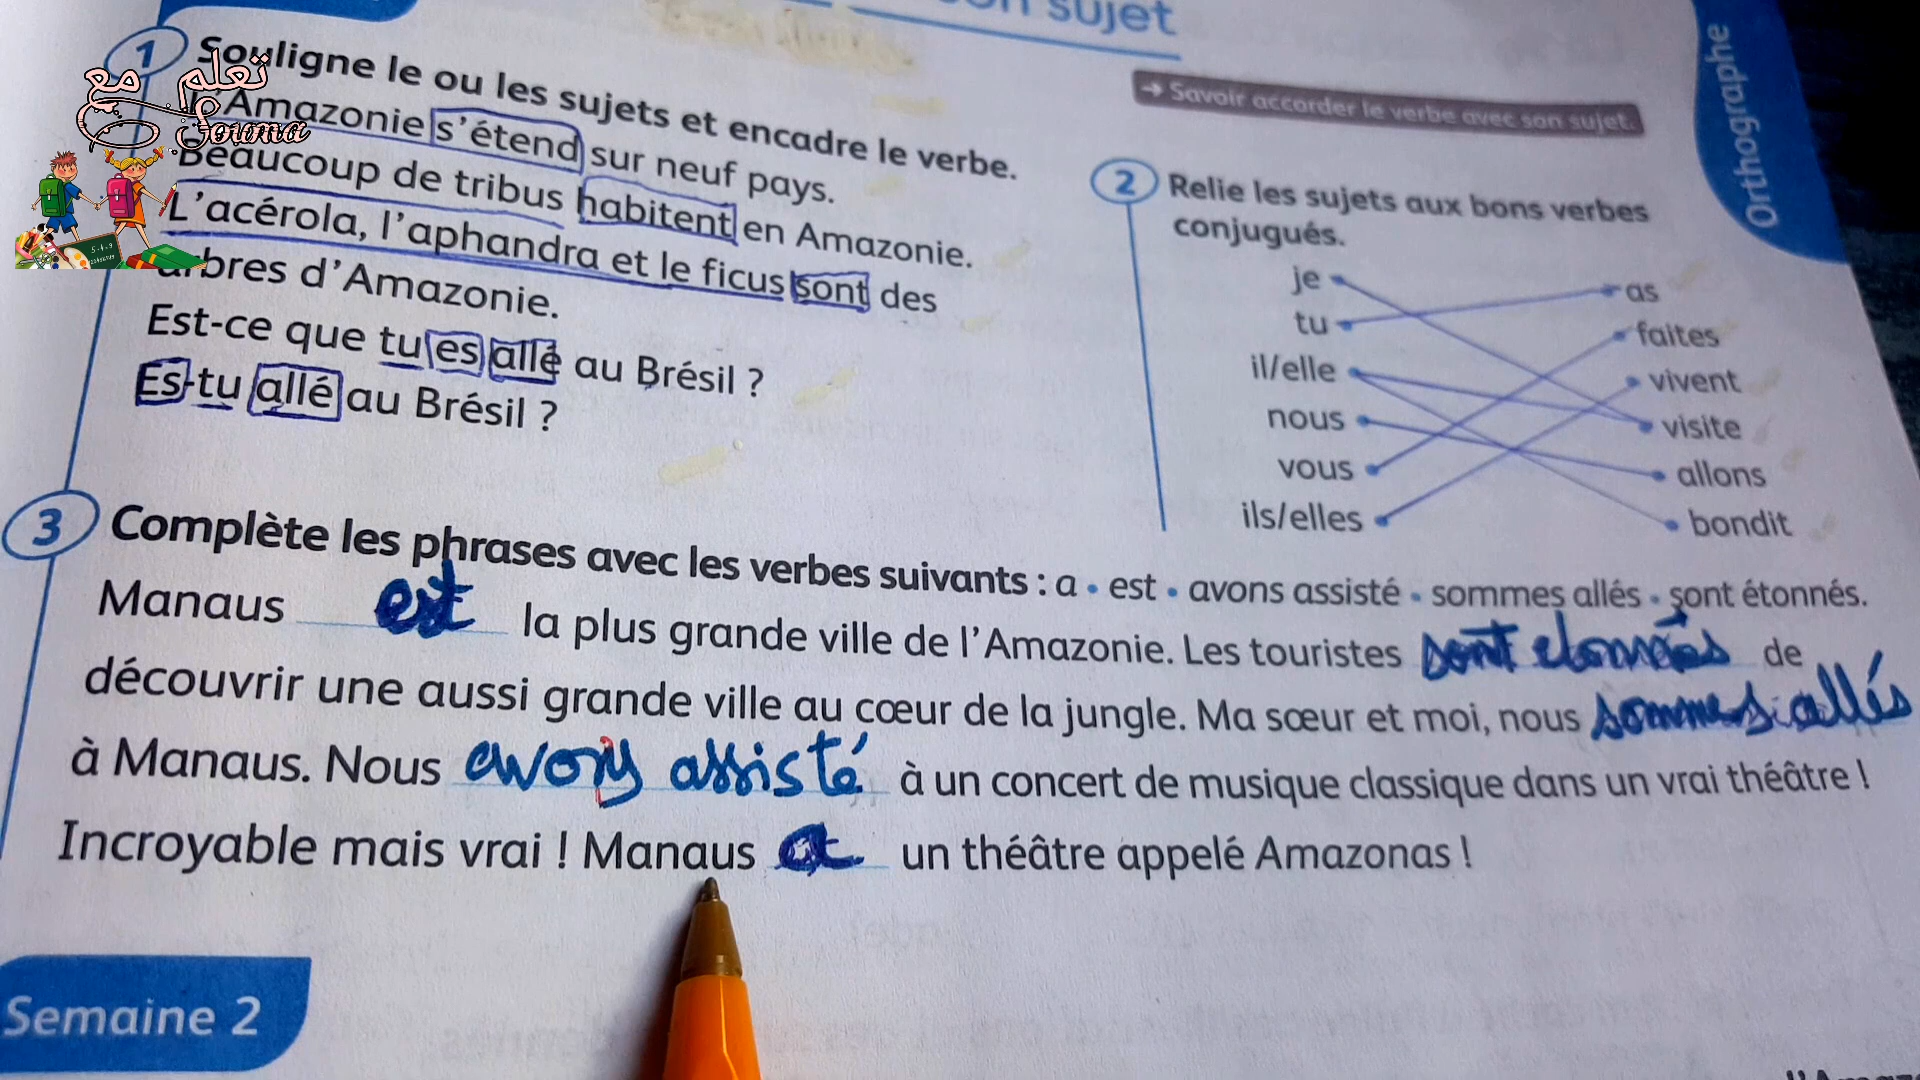 on sujet
Orthographe
→ Savoir accorder le verbe avec son sujet.
تعلم مع
Souma
1 Souligne le ou les sujets et encadre le verbe.
L'Amazonie s'étend sur neuf pays.
Beaucoup de tribus habitent en Amazonie.
L'acérola, l'aphandra et le ficus sont des
arbres d'Amazonie.
Est-ce que tu es allé au Brésil ?
Es-tu allé au Brésil ?
2 Relie les sujets aux bons verbes
conjugués.
je
tu
il/elle
nous
vous
ils/elles
as
faites
vivent
visite
allons
bondit
3 Complète les phrases avec les verbes suivants : a • est • avons assisté • sommes allés • sont étonnés.
Manaus est la plus grande ville de l'Amazonie. Les touristes sont etonnés de
découvrir une aussi grande ville au cœur de la jungle. Ma sœur et moi, nous sommes allés
à Manaus. Nous avons assisté à un concert de musique classique dans un vrai théâtre !
Incroyable mais vrai ! Manaus a un théâtre appelé Amazonas !
Semaine 2